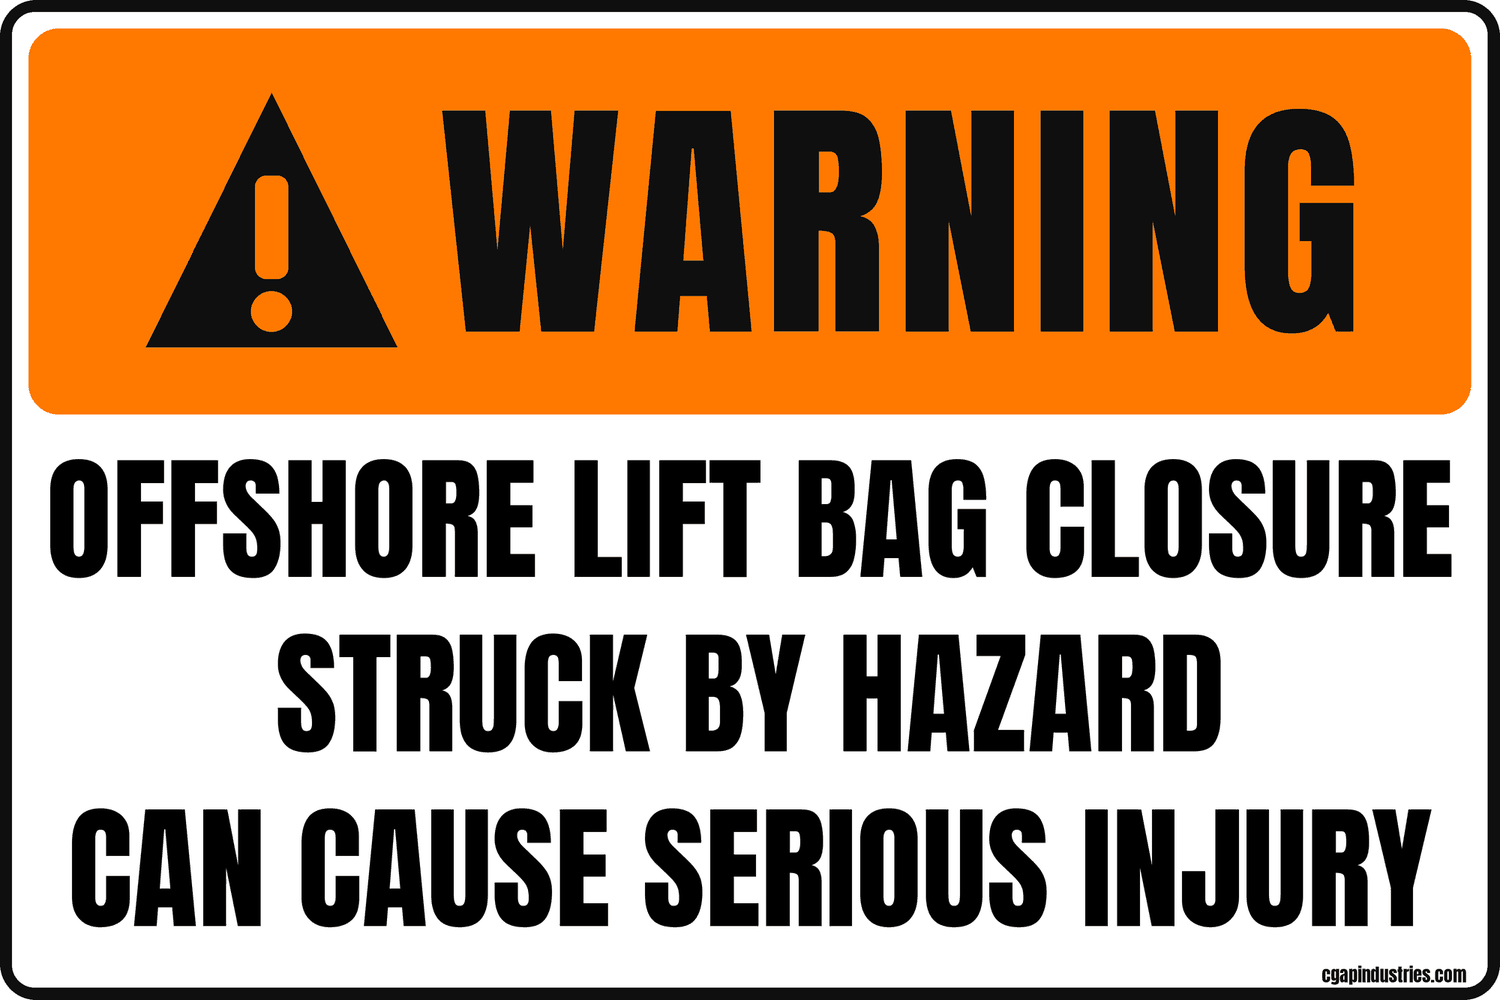 WARNING
OFFSHORE LIFT BAG CLOSURE
STRUCK BY HAZARD
CAN CAUSE SERIOUS INJURY
cgapindustries.com